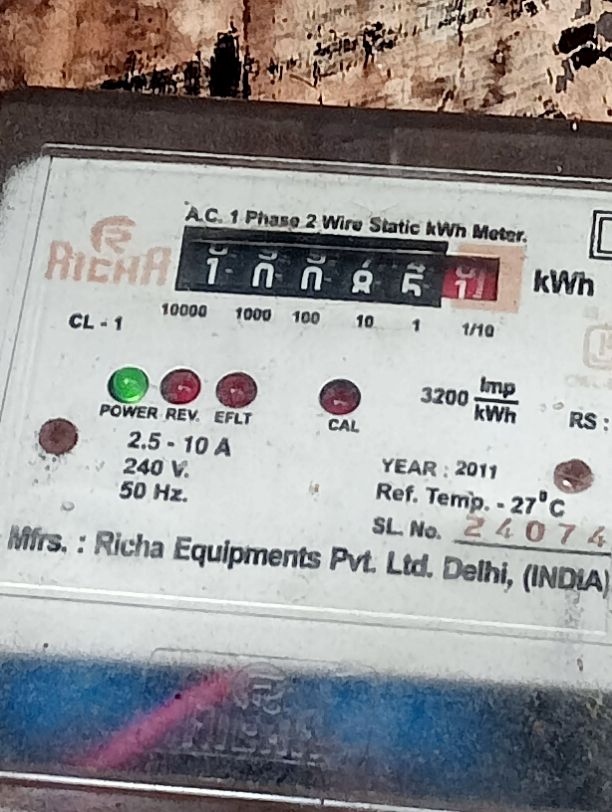 A.C. 1 Phase 2 Wire Static kWh Meter.
RICHA
kWh
10000 1000 100 10 1 1/10
CL - 1
POWER REV. EFLT
CAL
3200 Imp/kWh
RS :
2.5 - 10 A
240 V.
50 Hz.
YEAR : 2011
Ref. Temp. - 27°C
SL. No. 24074
Mfrs. : Richa Equipments Pvt. Ltd. Delhi, (INDIA)
RICHA